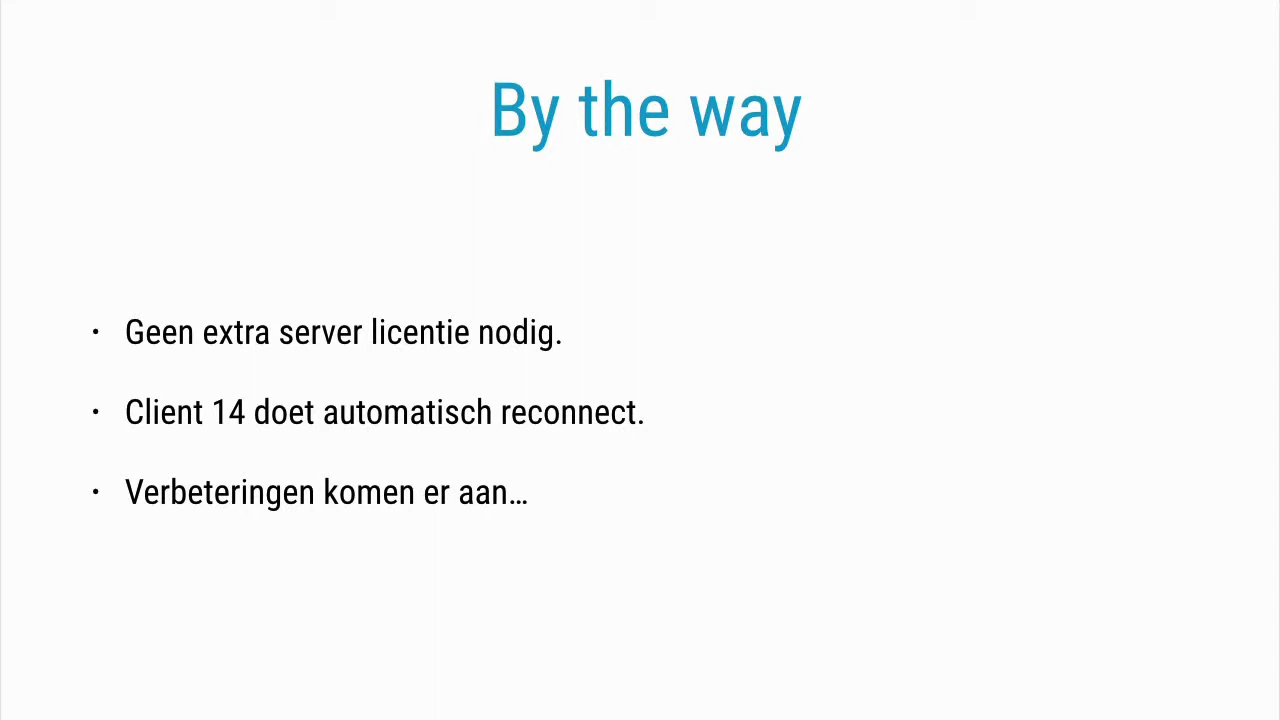 By the way
· Geen extra server licentie nodig.
· Client 14 doet automatisch reconnect.
· Verbeteringen komen er aan…